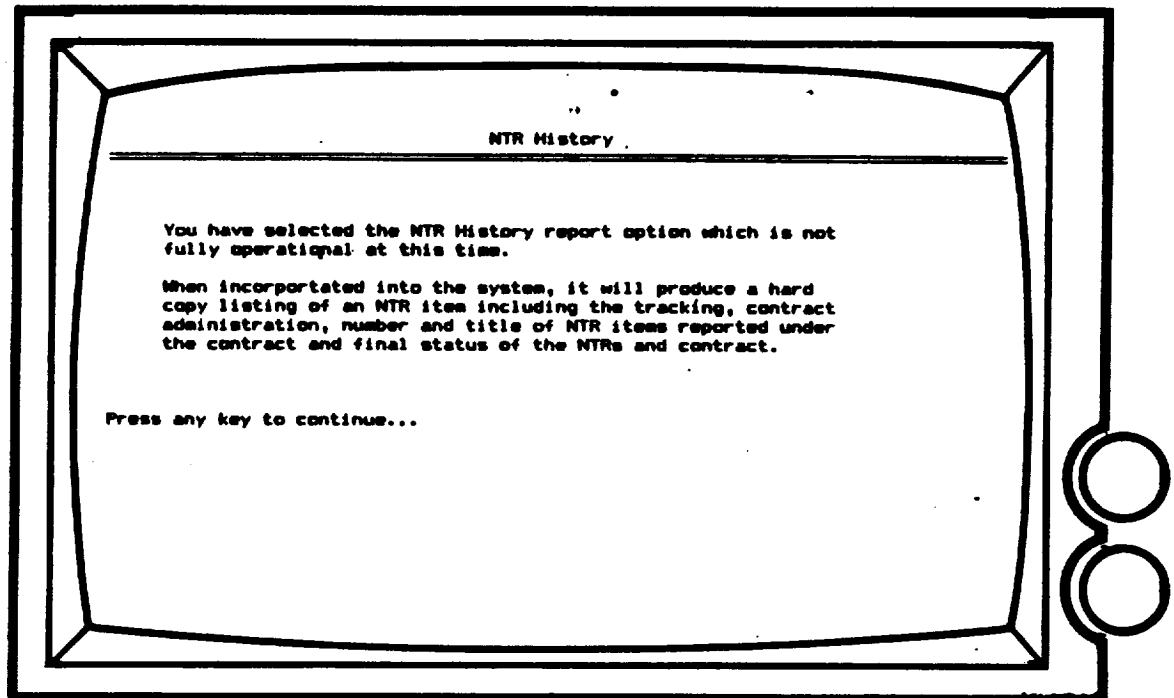 NTR History
You have selected the NTR History report option which is not
fully operational at this time.
When incorportated into the system, it will produce a hard
copy listing of an NTR item including the tracking, contract
administration, number and title of NTR items reported under
the contract and final status of the NTRs and contract.
Press any key to continue...